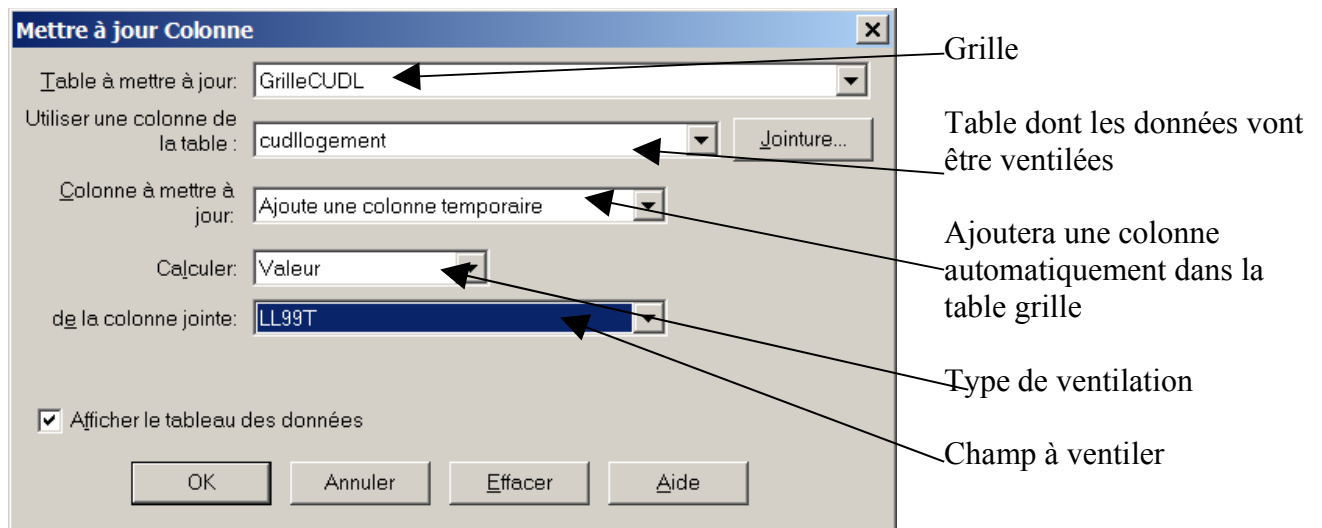 Mettre à jour Colonne
Table à mettre à jour: GrilleCUDL
Utiliser une colonne de
la table : cudllogement Jointure...
Colonne à mettre à
jour: Ajoute une colonne temporaire
Calculer: Valeur
de la colonne jointe: LL99T
Afficher le tableau des données
OK Annuler Effacer Aide
Grille
Table dont les données vont
être ventilées
Ajoutera une colonne
automatiquement dans la
table grille
Type de ventilation
Champ à ventiler